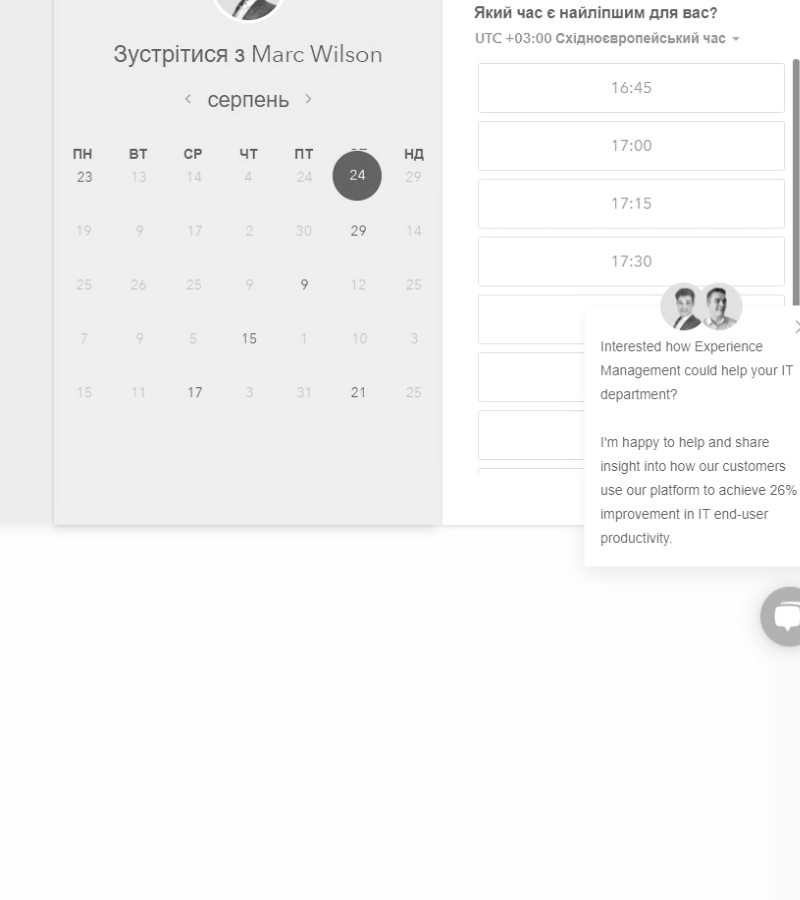 Зустрітися з Marc Wilson
серпень
ПН ВТ СР ЧТ ПТ НД
23 13 14 4 24 24 29
19 9 17 2 30 29 14
25 26 25 9 9 12 25
7 9 5 15 1 10 3
15 11 17 3 31 21 25
Який час є найліпшим для вас?
UTC +03:00 Східноєвропейський час
16:45
17:00
17:15
17:30
Interested how Experience
Management could help your IT
department?
I'm happy to help and share
insight into how our customers
use our platform to achieve 26%
improvement in IT end-user
productivity.